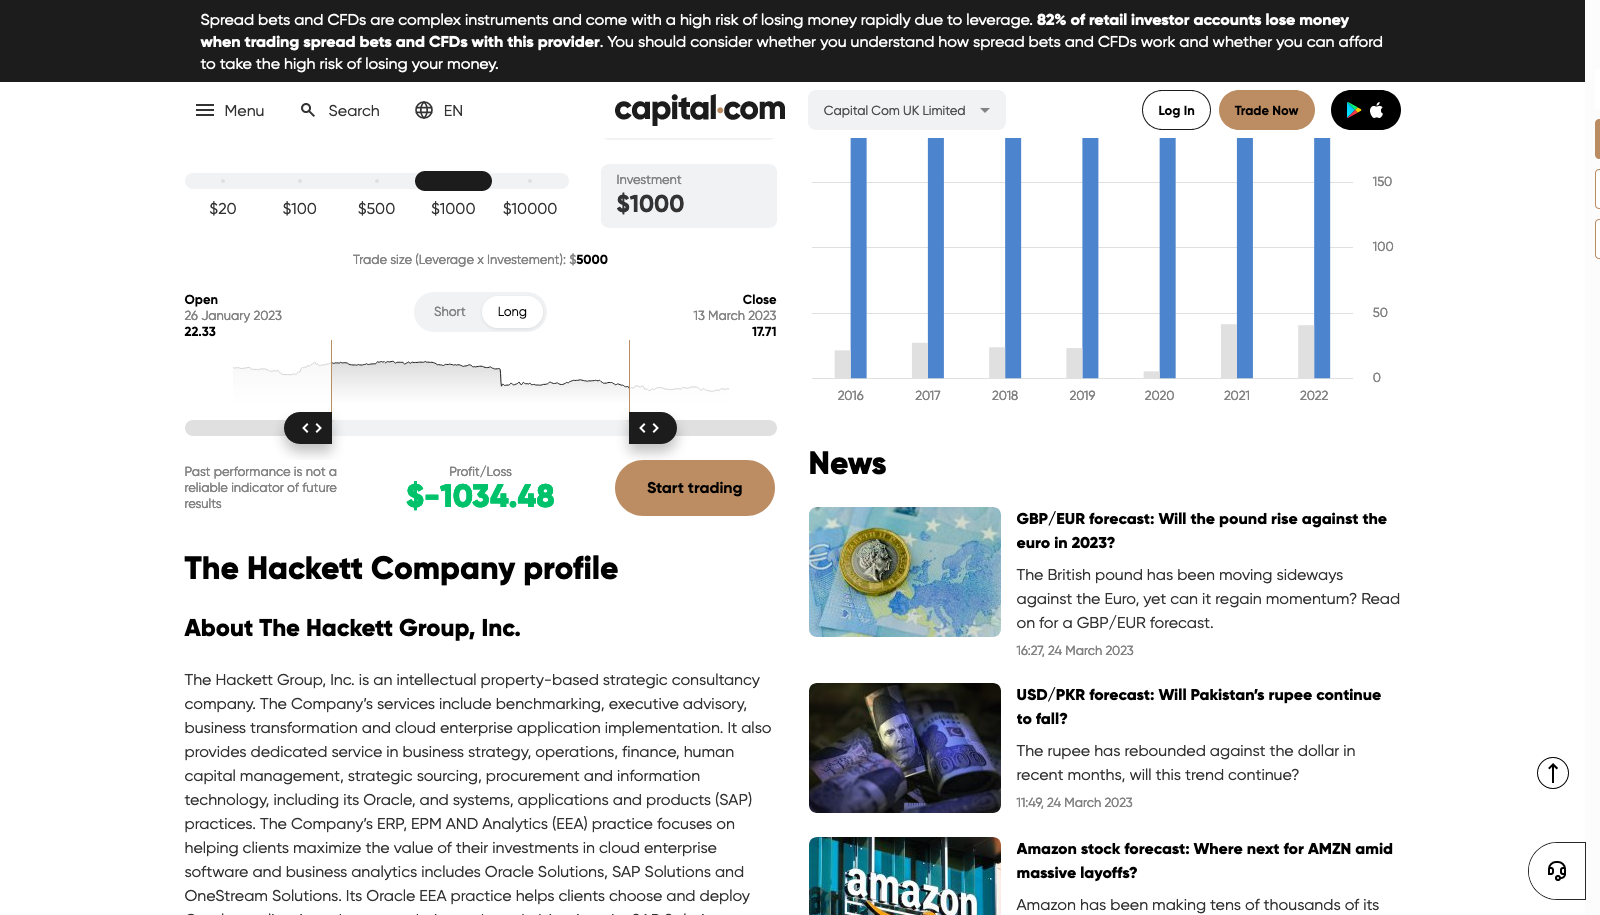 Spread bets and CFDs are complex instruments and come with a high risk of losing money rapidly due to leverage. 82% of retail investor accounts lose money
when trading spread bets and CFDs with this provider. You should consider whether you understand how spread bets and CFDs work and whether you can afford
to take the high risk of losing your money.
Menu
Search
EN
capital.com
Capital Com UK Limited
Log In
Trade Now
$20
$100
$500
$1000
$10000
Investment
$1000
Trade size (Leverage x Investement): $5000
Open
26 January 2023
22.33
Short
Long
Close
13 March 2023
17.71
Past performance is not a
reliable indicator of future
results
Profit/Loss
$-1034.48
Start trading
The Hackett Company profile
About The Hackett Group, Inc.
The Hackett Group, Inc. is an intellectual property-based strategic consultancy
company. The Company's services include benchmarking, executive advisory,
business transformation and cloud enterprise application implementation. It also
provides dedicated service in business strategy, operations, finance, human
capital management, strategic sourcing, procurement and information
technology, including its Oracle, and systems, applications and products (SAP)
practices. The Company's ERP, EPM AND Analytics (EEA) practice focuses on
helping clients maximize the value of their investments in cloud enterprise
software and business analytics includes Oracle Solutions, SAP Solutions and
OneStream Solutions. Its Oracle EEA practice helps clients choose and deploy
150
100
50
0
2016
2017
2018
2019
2020
2021
2022
News
GBP/EUR forecast: Will the pound rise against the
euro in 2023?
The British pound has been moving sideways
against the Euro, yet can it regain momentum? Read
on for a GBP/EUR forecast.
16:27, 24 March 2023
USD/PKR forecast: Will Pakistan's rupee continue
to fall?
The rupee has rebounded against the dollar in
recent months, will this trend continue?
11:49, 24 March 2023
amazon
Amazon stock forecast: Where next for AMZN amid
massive layoffs?
Amazon has been making tens of thousands of its